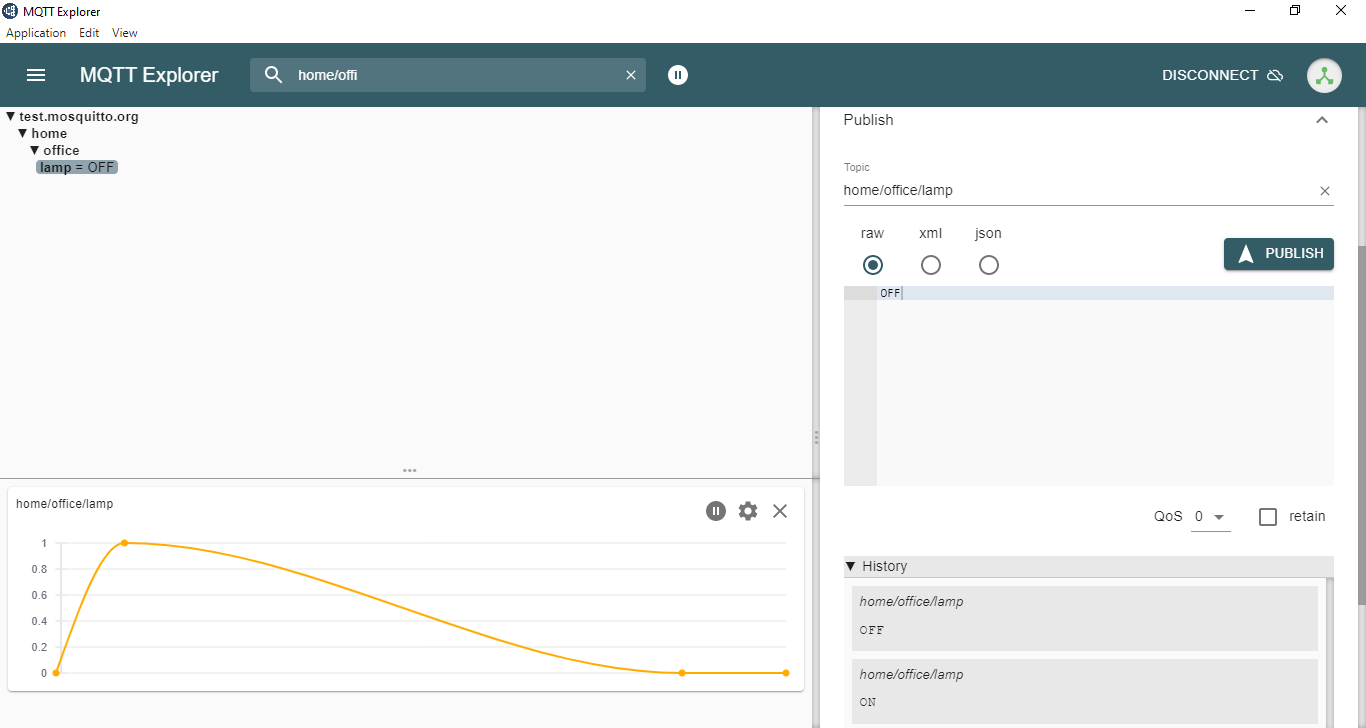 MQTT Explorer
Application Edit View
MQTT Explorer
home/offi
DISCONNECT
▼ test.mosquitto.org
▼ home
▼ office
lamp = OFF
home/office/lamp
1
0.8
0.6
0.4
0.2
0
Publish
Topic
home/office/lamp
raw xml json
PUBLISH
OFF
QoS 0 retain
▼ History
home/office/lamp
OFF
home/office/lamp
ON